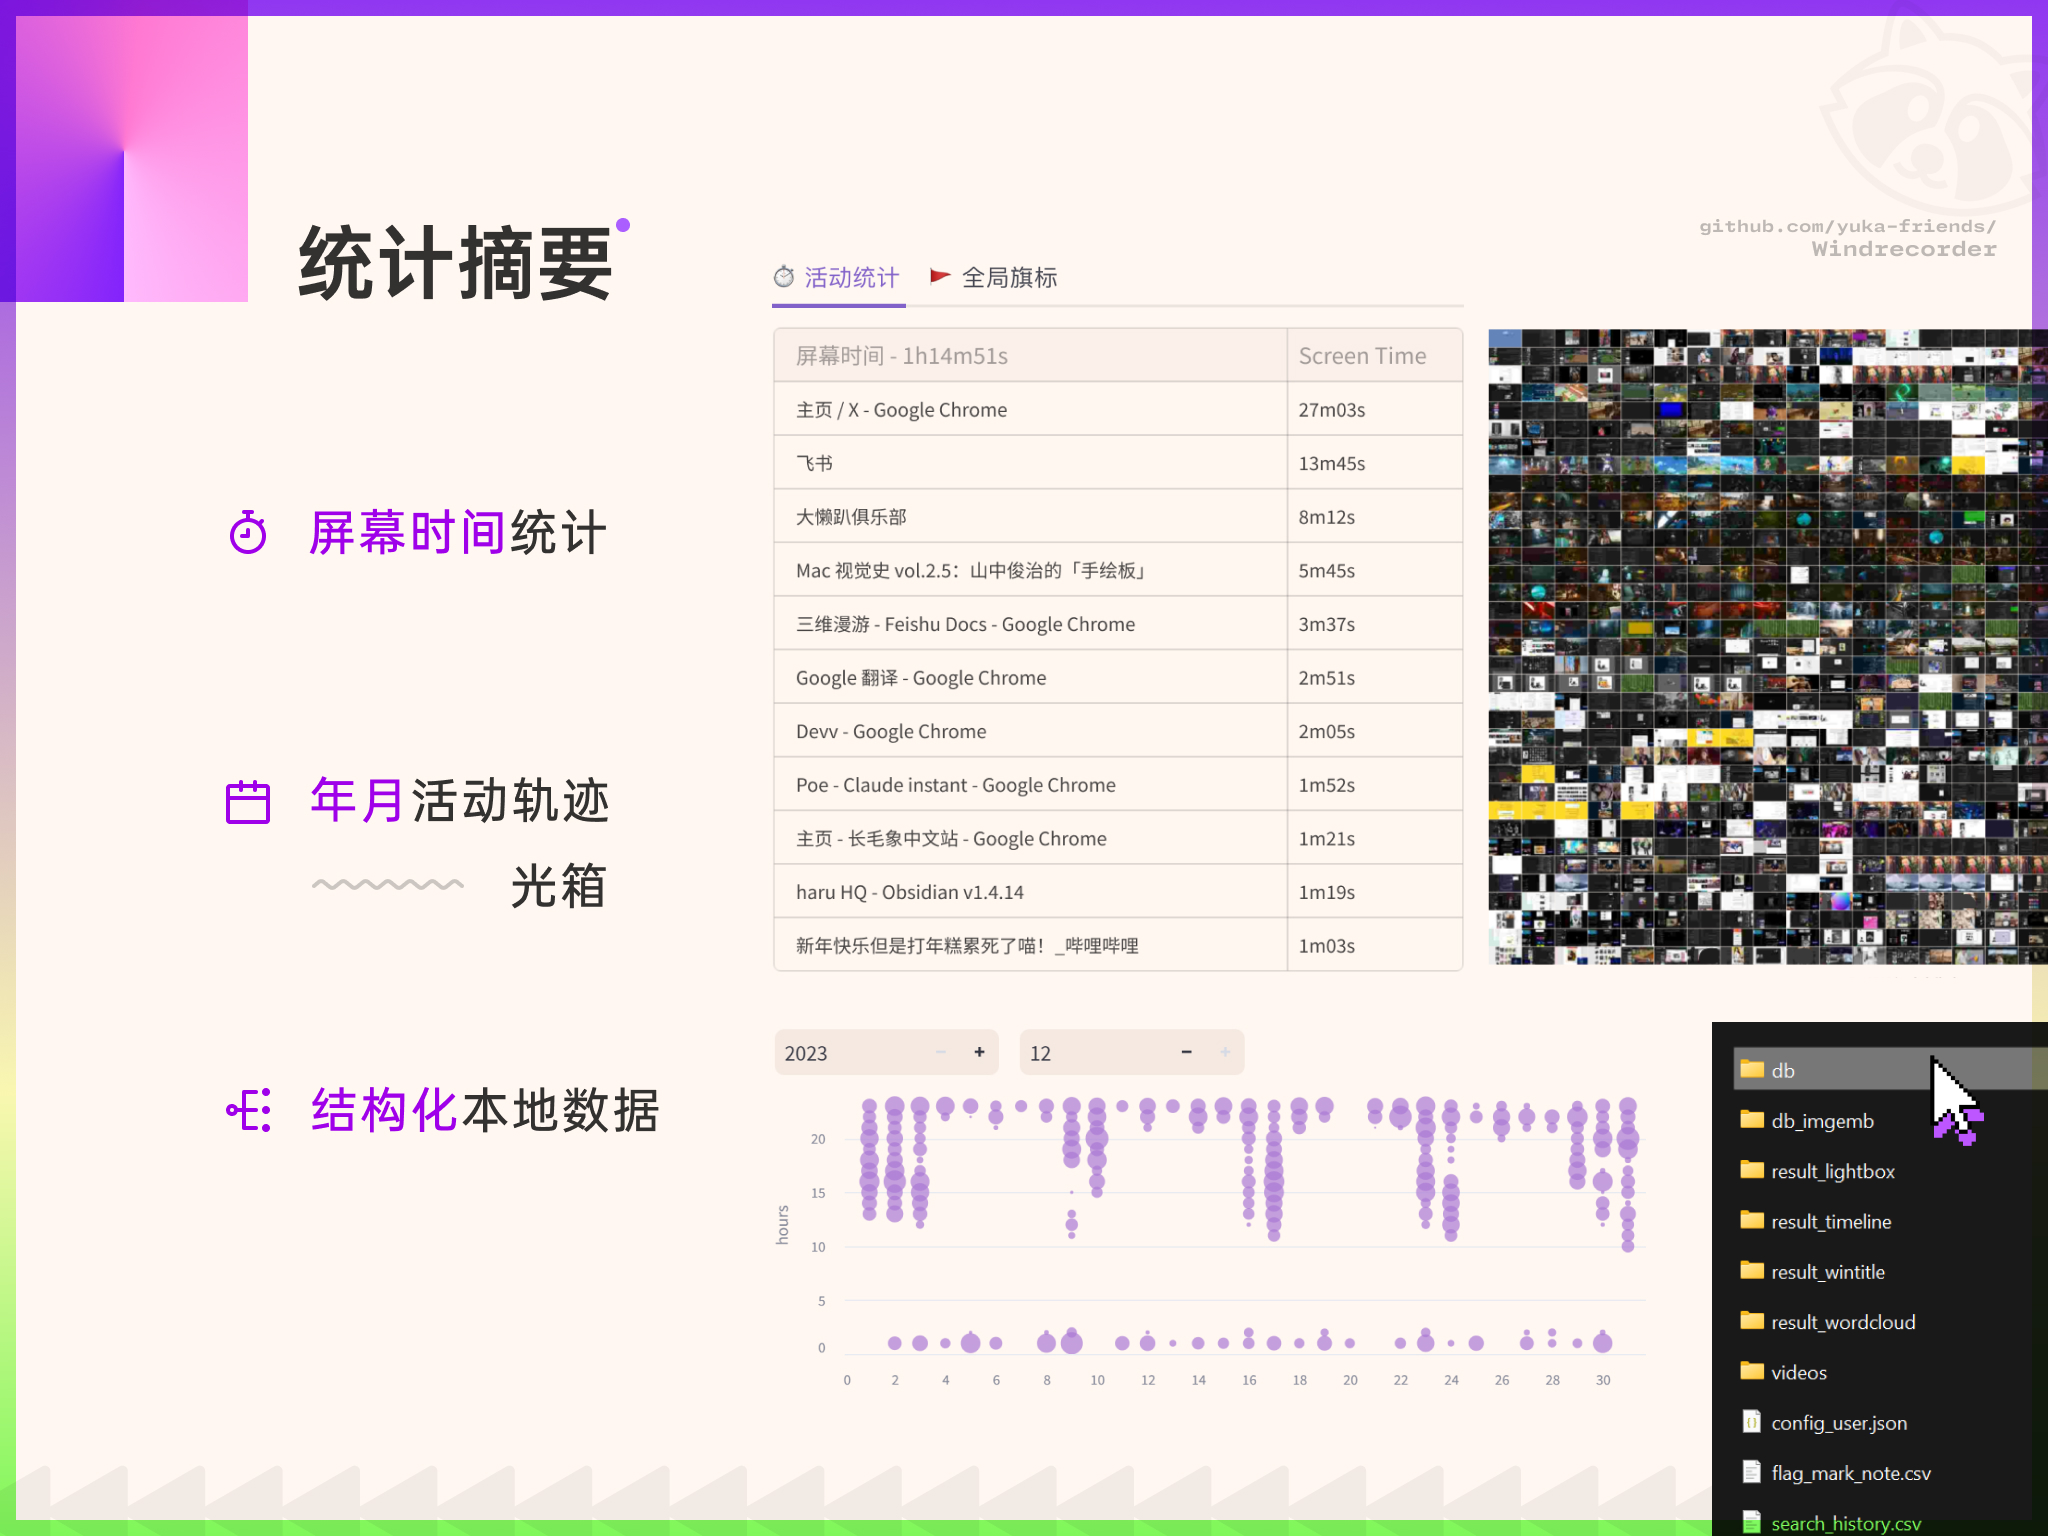 统计摘要
github.com/yuka-friends/
Windrecorder
屏幕时间统计
年月活动轨迹
光箱
结构化本地数据
活动统计 全局旗标
屏幕时间 - 1h14m51s Screen Time
主页 / X - Google Chrome 27m03s
飞书 13m45s
大懒趴俱乐部 8m12s
Mac 视觉史 vol.2.5：山中俊治的「手绘板」 5m45s
三维漫游 - Feishu Docs - Google Chrome 3m37s
Google 翻译 - Google Chrome 2m51s
Devv - Google Chrome 2m05s
Poe - Claude instant - Google Chrome 1m52s
主页 - 长毛象中文站 - Google Chrome 1m21s
haru HQ - Obsidian v1.4.14 1m19s
新年快乐但是打年糕累死了喵！_哔哩哔哩 1m03s
2023 − + 12 − +
hours
20
15
10
5
0
0 2 4 6 8 10 12 14 16 18 20 22 24 26 28 30
db
db_imgemb
result_lightbox
result_timeline
result_wintitle
result_wordcloud
videos
config_user.json
flag_mark_note.csv
search_history.csv